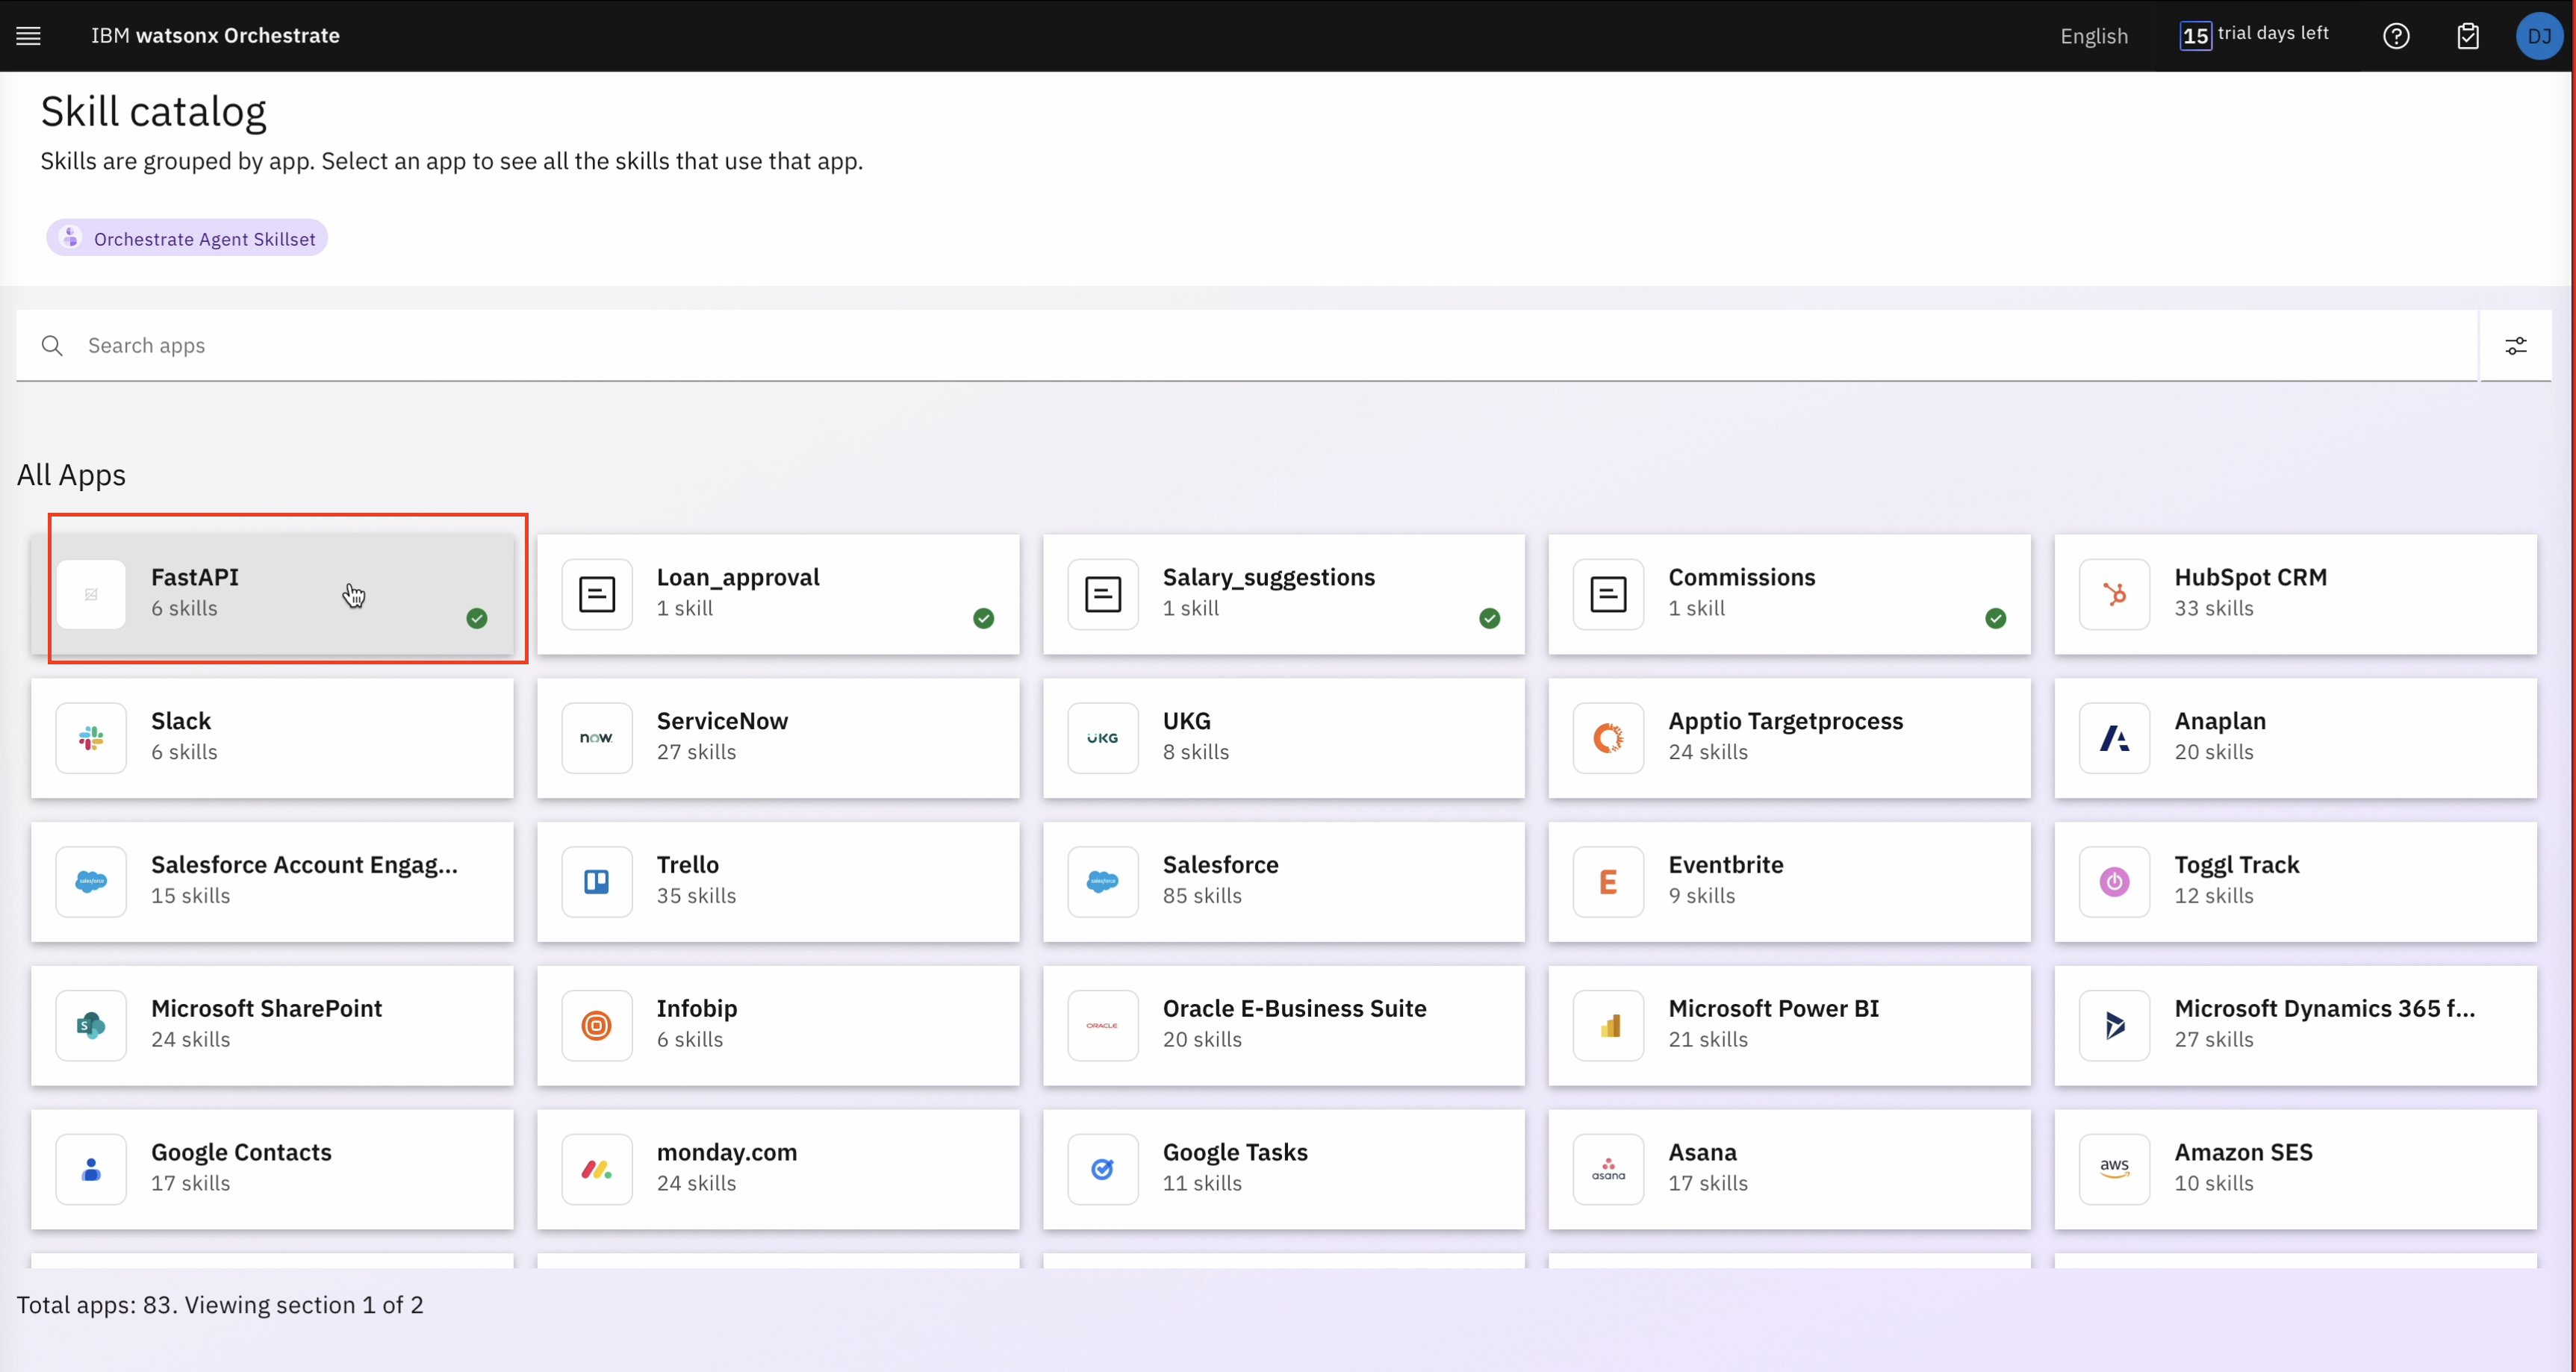 IBM watsonx Orchestrate
English
15 trial days left
DJ
Skill catalog
Skills are grouped by app. Select an app to see all the skills that use that app.
Orchestrate Agent Skillset
Search apps
All Apps
FastAPI
6 skills
Loan_approval
1 skill
Salary_suggestions
1 skill
Commissions
1 skill
HubSpot CRM
33 skills
Slack
6 skills
now.
ServiceNow
27 skills
UKG
UKG
8 skills
Apptio Targetprocess
24 skills
Anaplan
20 skills
salesforce
Salesforce Account Engag...
15 skills
Trello
35 skills
salesforce
Salesforce
85 skills
E
Eventbrite
9 skills
Toggl Track
12 skills
S
Microsoft SharePoint
24 skills
Infobip
6 skills
ORACLE
Oracle E-Business Suite
20 skills
Microsoft Power BI
21 skills
Microsoft Dynamics 365 f...
27 skills
Google Contacts
17 skills
monday.com
24 skills
Google Tasks
11 skills
asana
Asana
17 skills
aws
Amazon SES
10 skills
Total apps: 83. Viewing section 1 of 2